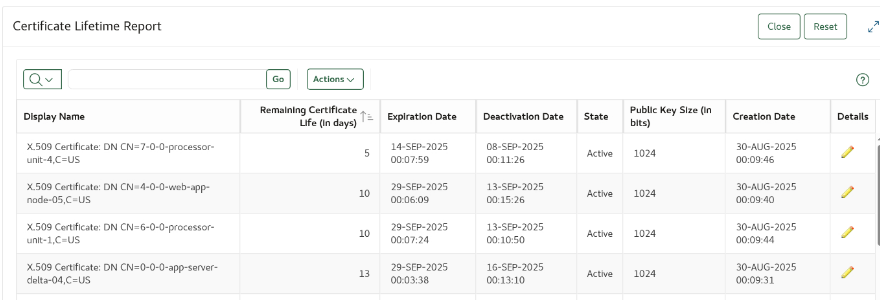 Certificate Lifetime Report
Close Reset
Go Actions
Display Name Remaining Certificate Life (in days) Expiration Date Deactivation Date State Public Key Size (in bits) Creation Date Details
X.509 Certificate: DN CN=7-0-0-processor-
unit-4,C=US
5
14-SEP-2025
00:07:59
08-SEP-2025
00:11:26
Active
1024
30-AUG-2025
00:09:46
X.509 Certificate: DN CN=4-0-0-web-app-
node-05,C=US
10
29-SEP-2025
00:06:09
13-SEP-2025
00:15:26
Active
1024
30-AUG-2025
00:09:40
X.509 Certificate: DN CN=6-0-0-processor-
unit-1,C=US
10
29-SEP-2025
00:07:24
13-SEP-2025
00:10:50
Active
1024
30-AUG-2025
00:09:44
X.509 Certificate: DN CN=0-0-0-app-server-
delta-04,C=US
13
29-SEP-2025
00:03:38
16-SEP-2025
00:13:10
Active
1024
30-AUG-2025
00:09:31